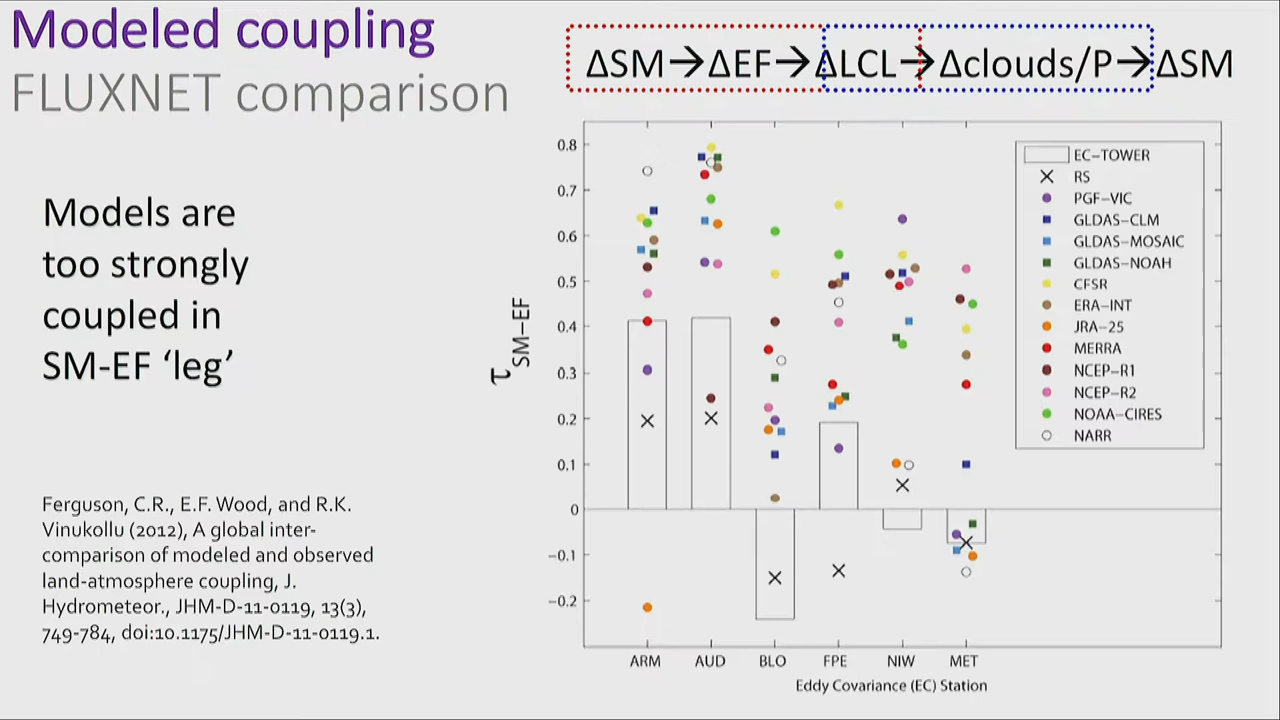 Modeled coupling
FLUXNET comparison
ΔSM→ΔEF→ΔLCL→Δclouds/P→ΔSM
Models are
too strongly
coupled in
SM-EF ‘leg’
Ferguson, C.R., E.F. Wood, and R.K.
Vinukollu (2012), A global inter-
comparison of modeled and observed
land-atmosphere coupling, J.
Hydrometeor., JHM-D-11-0119, 13(3),
749-784, doi:10.1175/JHM-D-11-0119.1.
τ SM−EF
0.8
0.7
0.6
0.5
0.4
0.3
0.2
0.1
0
−0.1
−0.2
EC−TOWER
RS
PGF−VIC
GLDAS−CLM
GLDAS−MOSAIC
GLDAS−NOAH
CFSR
ERA−INT
JRA−25
MERRA
NCEP−R1
NCEP−R2
NOAA−CIRES
NARR
ARM AUD BLO FPE NIW MET
Eddy Covariance (EC) Station